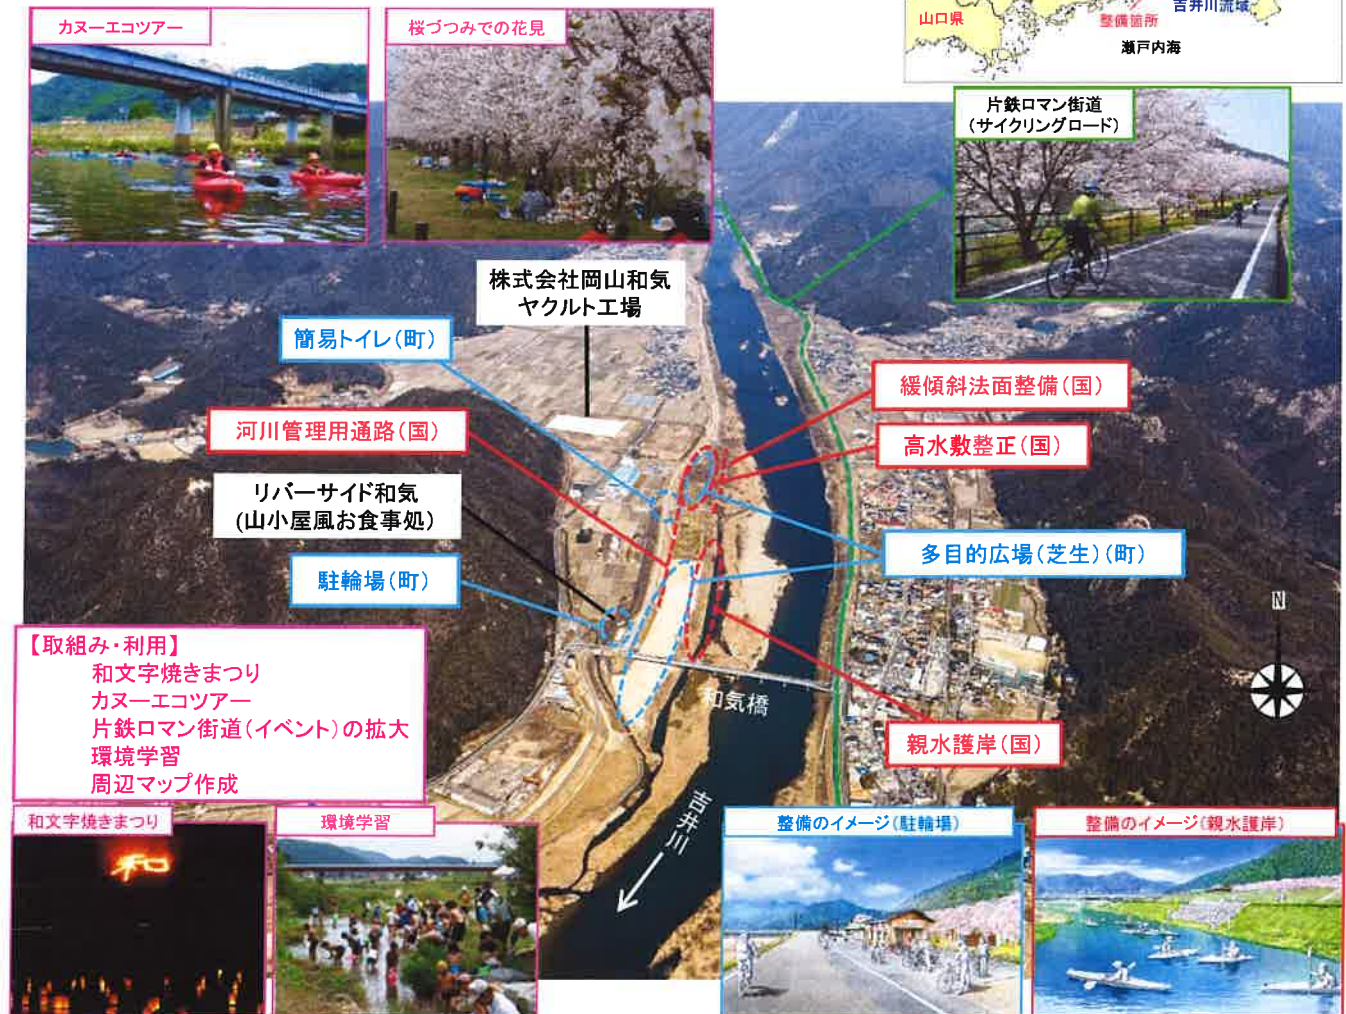 山口県
整備箇所
吉井川流域
瀬戸内海
カヌーエコツアー
桜づつみでの花見
片鉄ロマン街道
(サイクリングロード)
株式会社岡山和気
ヤクルト工場
簡易トイレ(町)
緩傾斜法面整備(国)
河川管理用通路(国)
高水敷整正(国)
リバーサイド和気
(山小屋風お食事処)
多目的広場(芝生)(町)
駐輪場(町)
N
【取組み・利用】
和文字焼きまつり
カヌーエコツアー
片鉄ロマン街道(イベント)の拡大
環境学習
周辺マップ作成
和気橋
親水護岸(国)
吉井川
和文字焼きまつり
和
環境学習
整備のイメージ(駐輪場)
整備のイメージ(親水護岸)